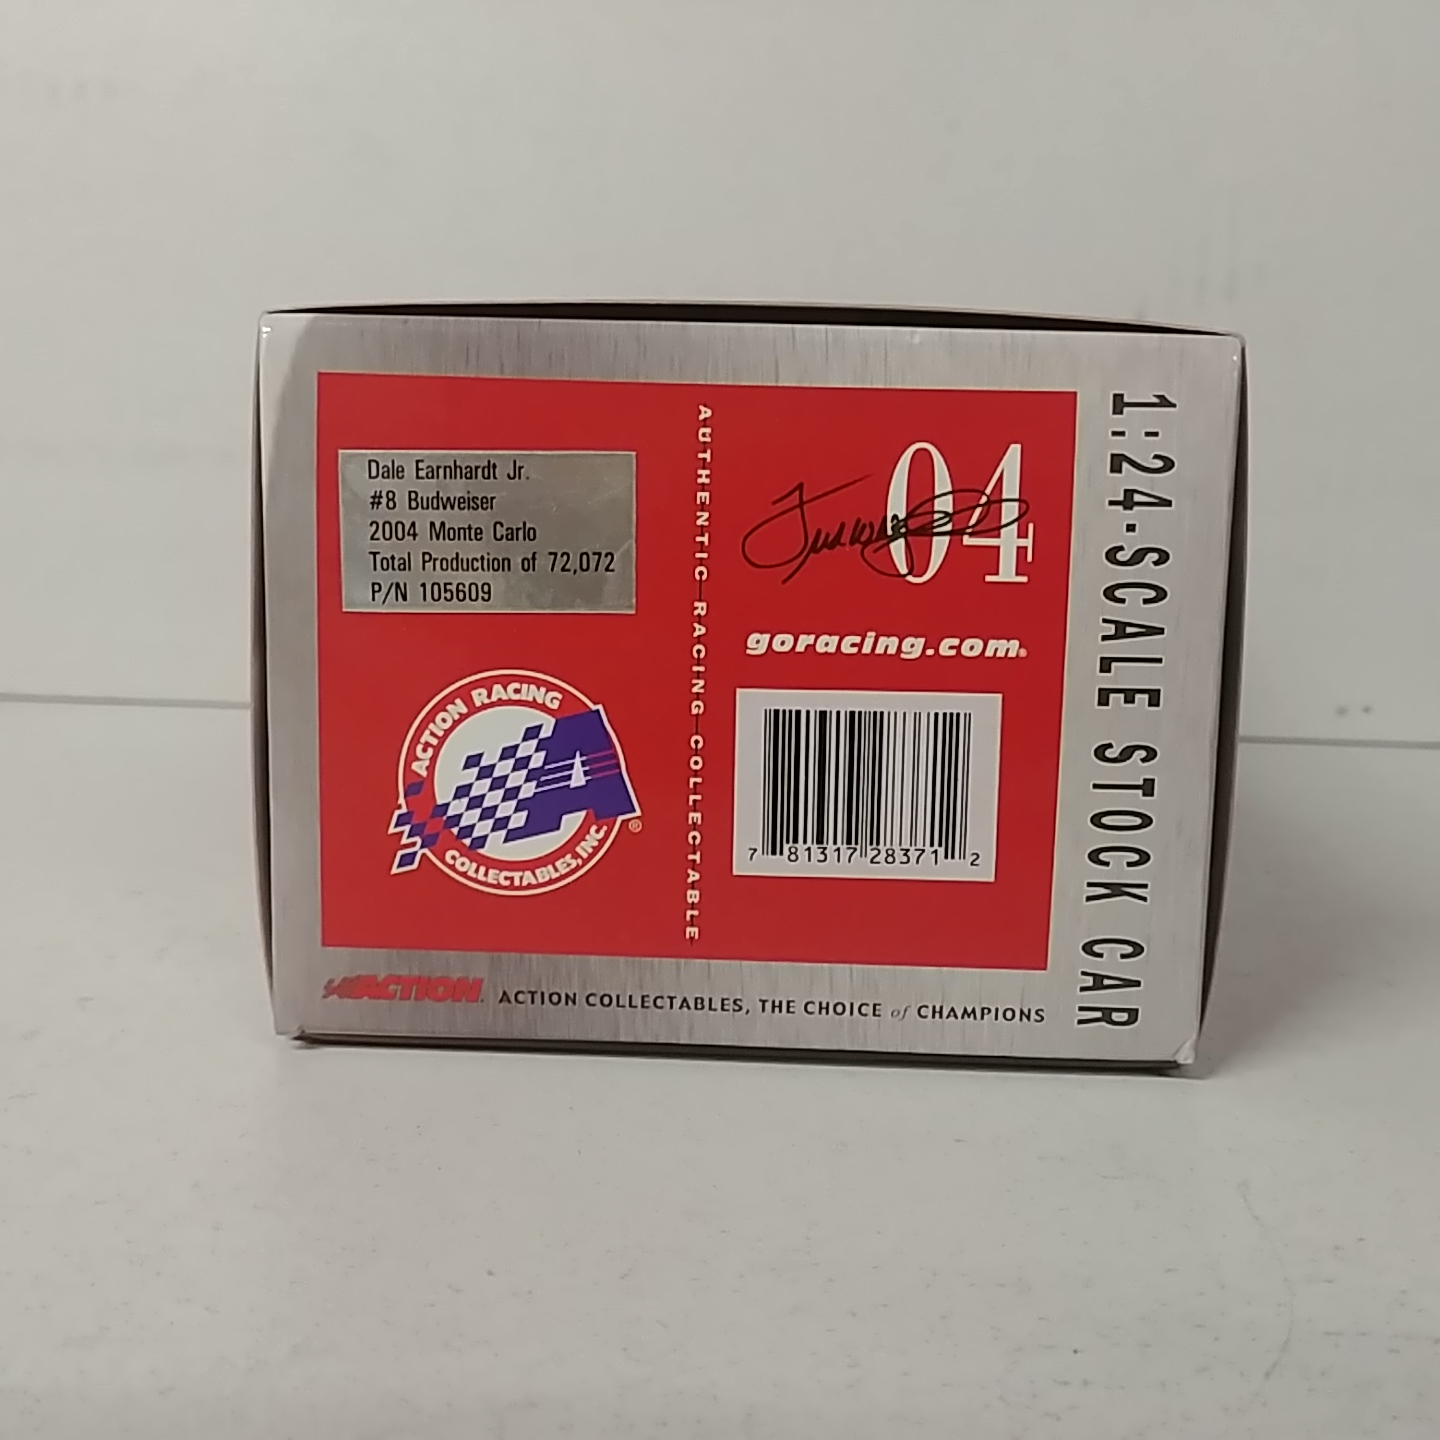 Dale Earnhardt Jr.
#8 Budweiser
2004 Monte Carlo
Total Production of 72,072
P/N 105609
ACTION RACING
COLLECTABLES, INC.
®
AUTHENTIC RACING COLLECTABLE
04
goracing.com
7 81317 28371 2
1:24-SCALE STOCK CAR
ACTION
ACTION COLLECTABLES, THE CHOICE of CHAMPIONS